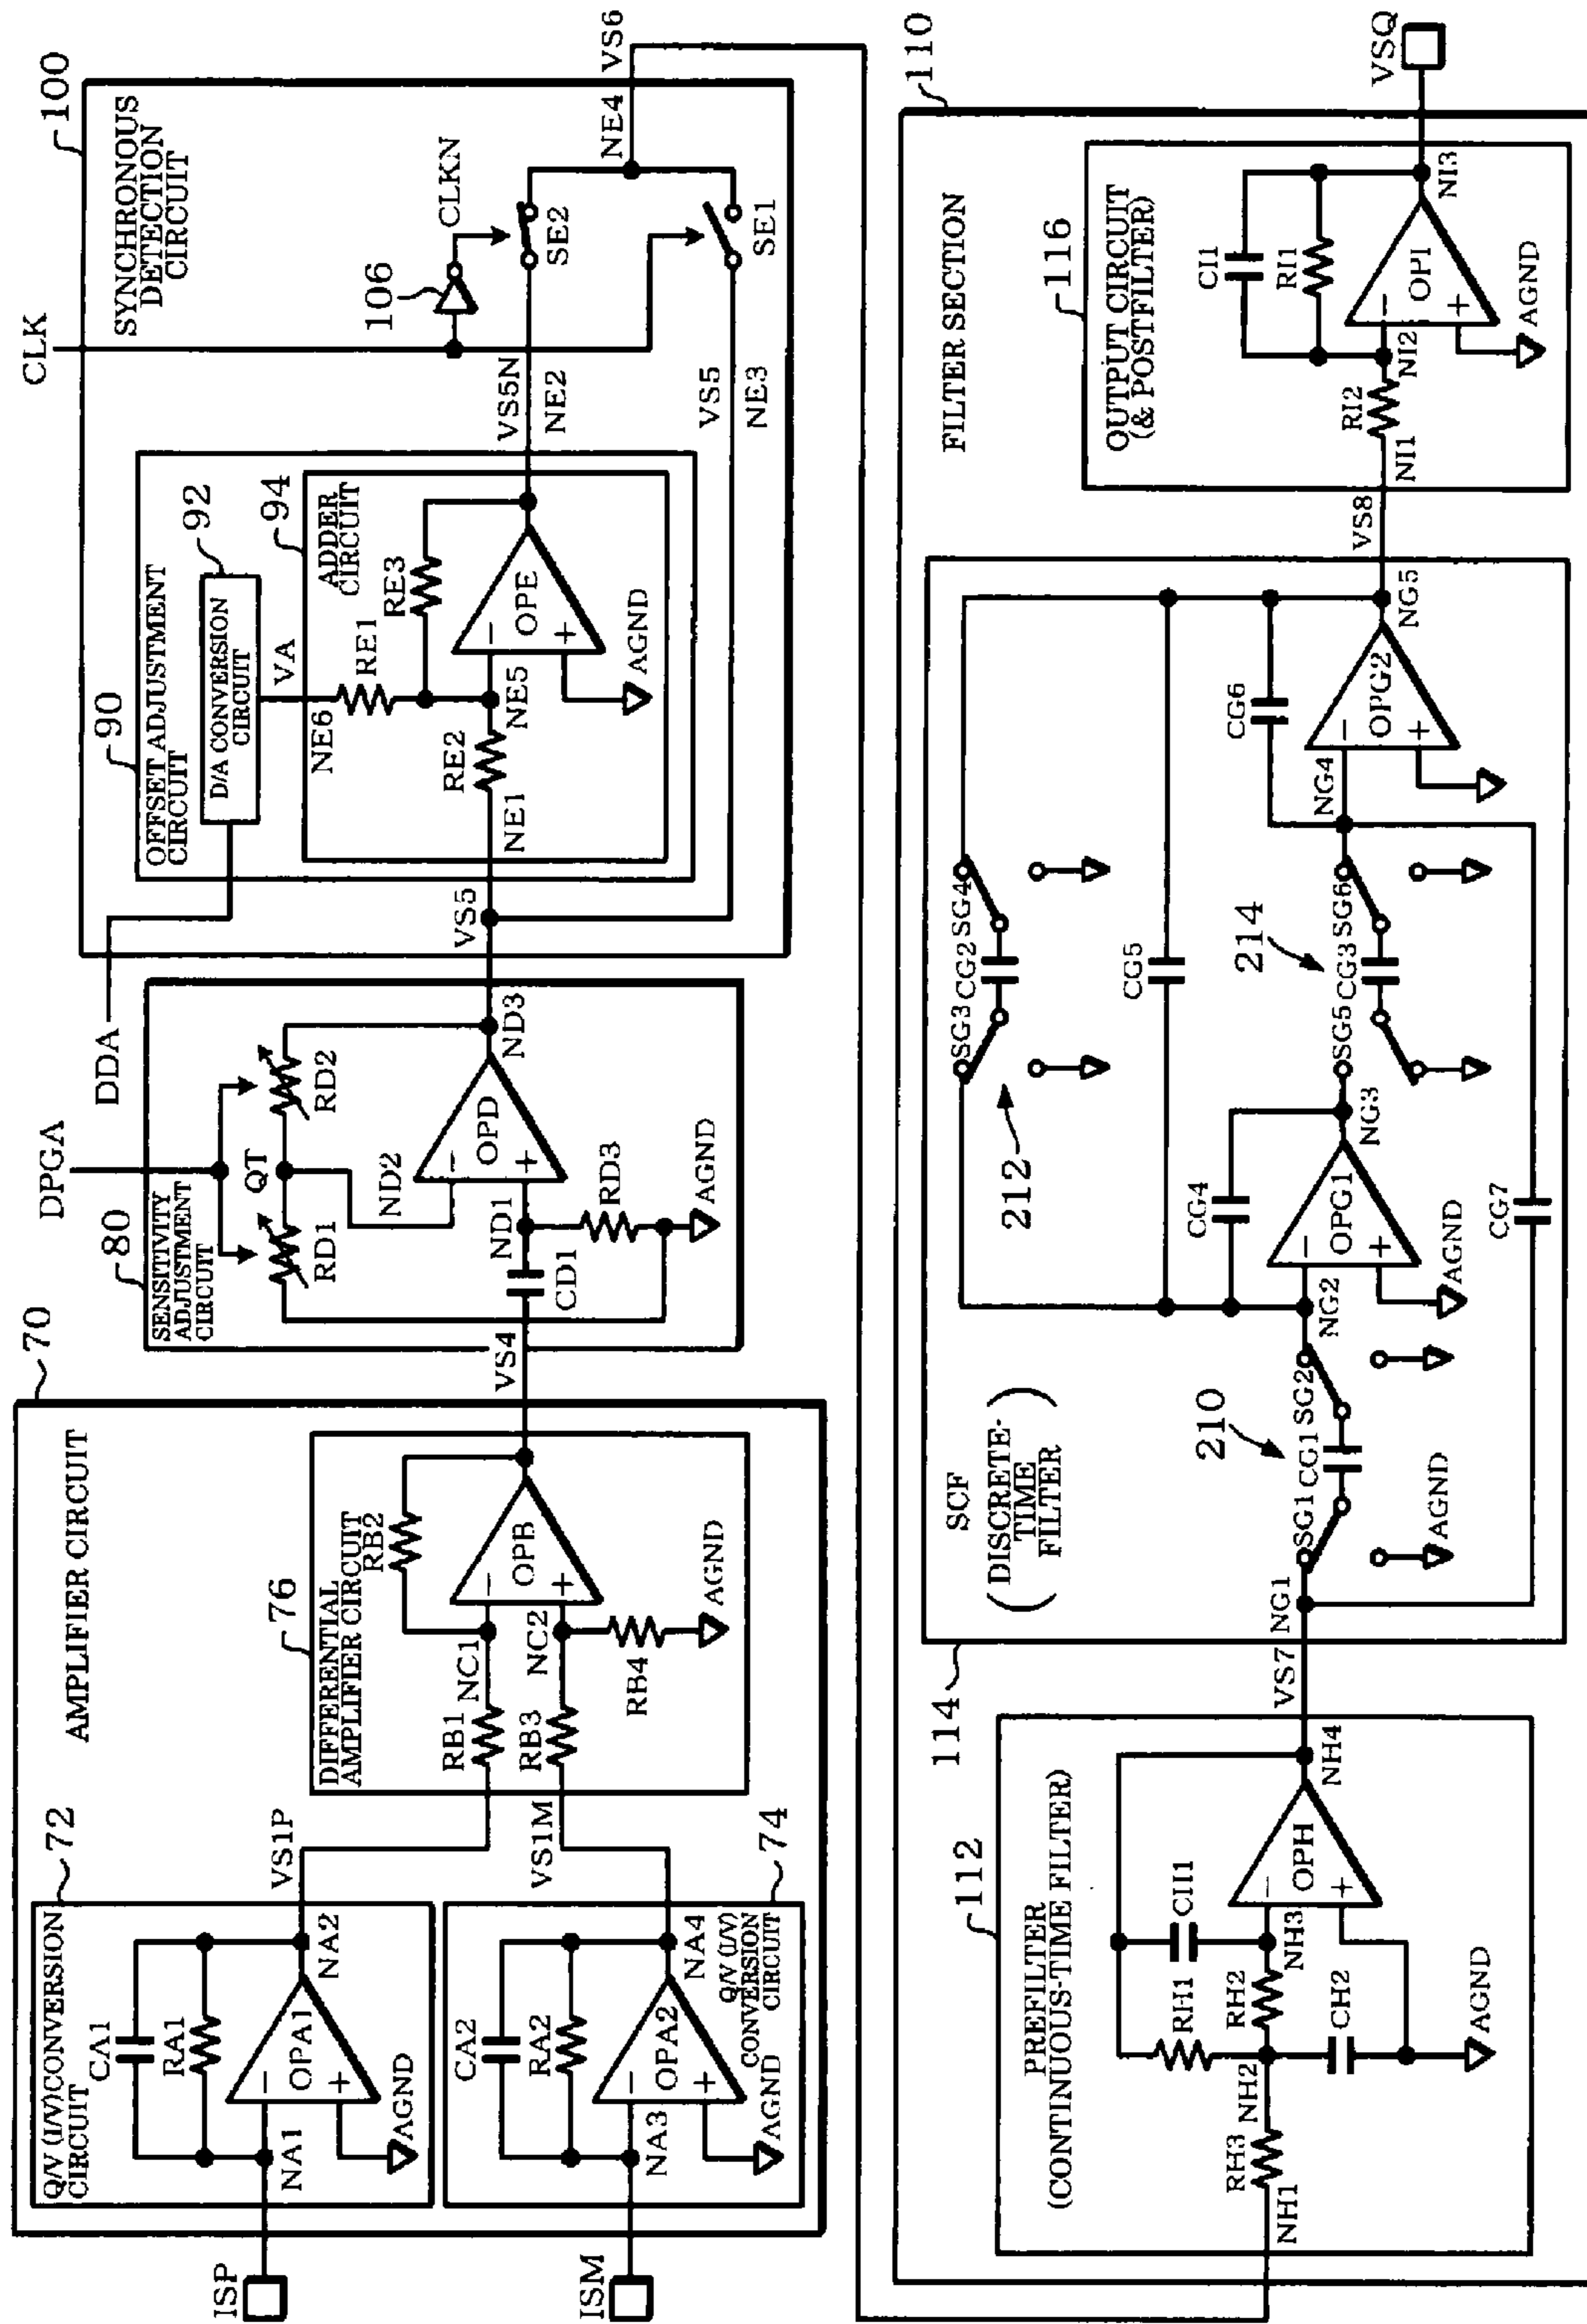 70
AMPLIFIER CIRCUIT
72
Q/V (I/V) CONVERSION
CIRCUIT
CA1
RA1
OPA1
NA1
NA2
AGND
ISP
VS1P
74
Q/V (I/V)
CONVERSION
CIRCUIT
CA2
RA2
OPA2
NA3
NA4
AGND
ISM
VS1M
76
DIFFERENTIAL
AMPLIFIER CIRCUIT
RB1
RB2
RB3
RB4
NC1
NC2
OPB
AGND
VS4
80
SENSITIVITY
ADJUSTMENT
CIRCUIT
DPGA
QT
RD1
RD2
ND2
ND1
CD1
RD3
OPD
ND3
AGND
DDA
VS5
90
OFFSET ADJUSTMENT
CIRCUIT
92
D/A CONVERSION
CIRCUIT
VA
94
ADDER
CIRCUIT
NE6
RE1
RE3
NE1
RE2
NE5
OPE
AGND
100
SYNCHRONOUS
DETECTION
CIRCUIT
CLK
106
CLKN
VS5N
NE2
SE2
VS5
NE3
SE1
NE4
VS6
110
FILTER SECTION
112
PREFILTER
(CONTINUOUS-TIME FILTER)
NH1
RH3
NH2
RH1
RH2
CH1
NH3
CH2
OPH
NH4
AGND
VS7
114
SCF
(DISCRETE-
TIME
FILTER)
NG1
SG1
CG1
SG2
210
AGND
NG2
CG4
OPG1
NG3
AGND
212
SG3
CG2
SG4
CG5
214
SG5
CG3
SG6
CG7
NG4
CG6
OPG2
NG5
VS8
116
OUTPUT CIRCUIT
(& POSTFILTER)
NI1
RI2
NI2
CI1
RI1
OPI
NI3
AGND
VSQ